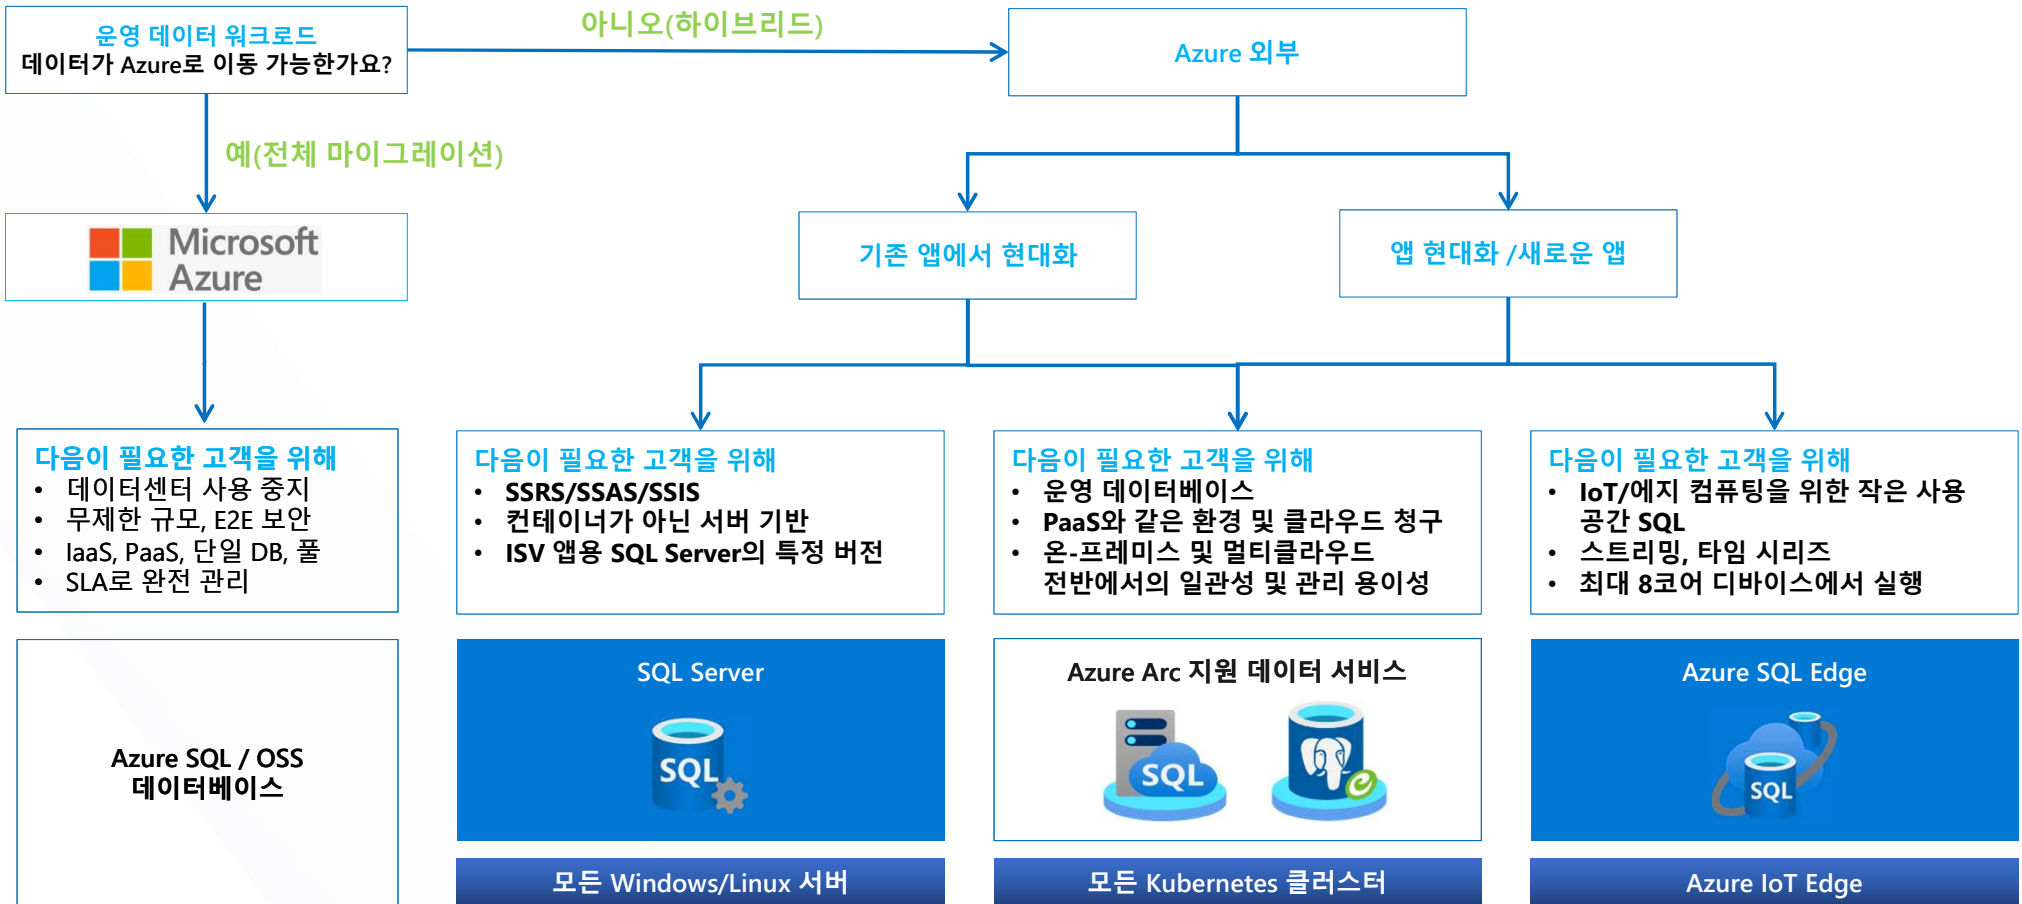 운영 데이터 워크로드
데이터가 Azure로 이동 가능한가요?
아니오(하이브리드)
Azure 외부
예(전체 마이그레이션)
Microsoft
Azure
기존 앱에서 현대화
앱 현대화 /새로운 앱
다음이 필요한 고객을 위해
• 데이터센터 사용 중지
• 무제한 규모, E2E 보안
• IaaS, PaaS, 단일 DB, 풀
• SLA로 완전 관리
다음이 필요한 고객을 위해
• SSRS/SSAS/SSIS
• 컨테이너가 아닌 서버 기반
• ISV 앱용 SQL Server의 특정 버전
다음이 필요한 고객을 위해
• 운영 데이터베이스
• PaaS와 같은 환경 및 클라우드 청구
• 온-프레미스 및 멀티클라우드
전반에서의 일관성 및 관리 용이성
다음이 필요한 고객을 위해
• IoT/에지 컴퓨팅을 위한 작은 사용
공간 SQL
• 스트리밍, 타임 시리즈
• 최대 8코어 디바이스에서 실행
Azure SQL / OSS
데이터베이스
SQL Server
SQL
모든 Windows/Linux 서버
Azure Arc 지원 데이터 서비스
SQL
모든 Kubernetes 클러스터
Azure SQL Edge
SQL
Azure IoT Edge